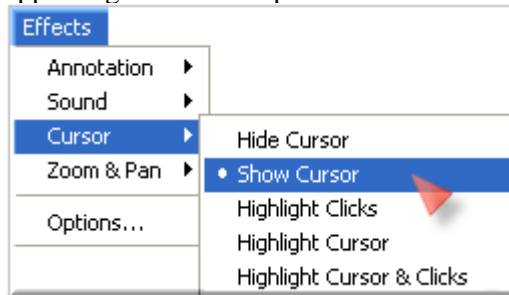 Effects
Annotation
Sound
Cursor
Zoom & Pan
Options...
Hide Cursor
Show Cursor
Highlight Clicks
Highlight Cursor
Highlight Cursor & Clicks